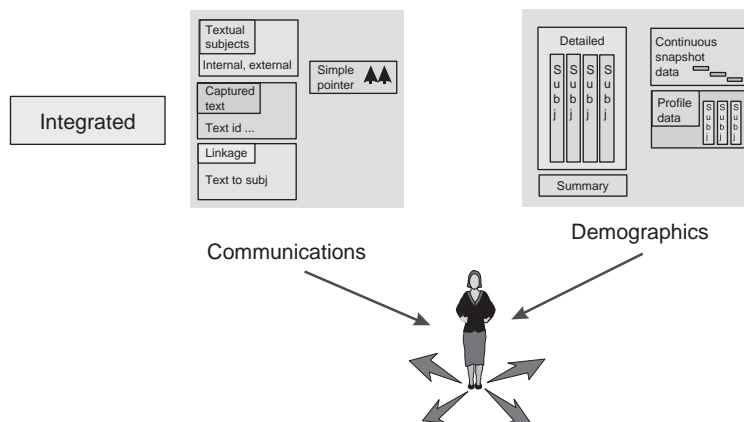 Integrated
Textual
subjects
Internal, external
Simple
pointer
Captured
text
Text id ...
Linkage
Text to subj
Detailed
S
u
b
j
S
u
b
j
S
u
b
j
S
u
b
j
Summary
Continuous
snapshot
data
Profile
data
S
u
b
j
S
u
b
j
S
u
b
j
Communications
Demographics